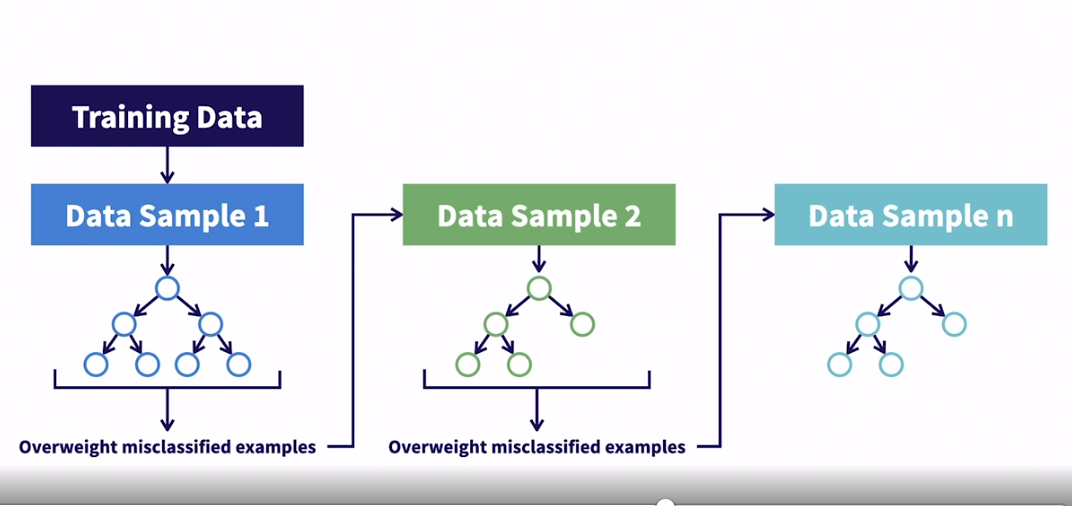 Training Data
Data Sample 1
Data Sample 2
Data Sample n
Overweight misclassified examples
Overweight misclassified examples